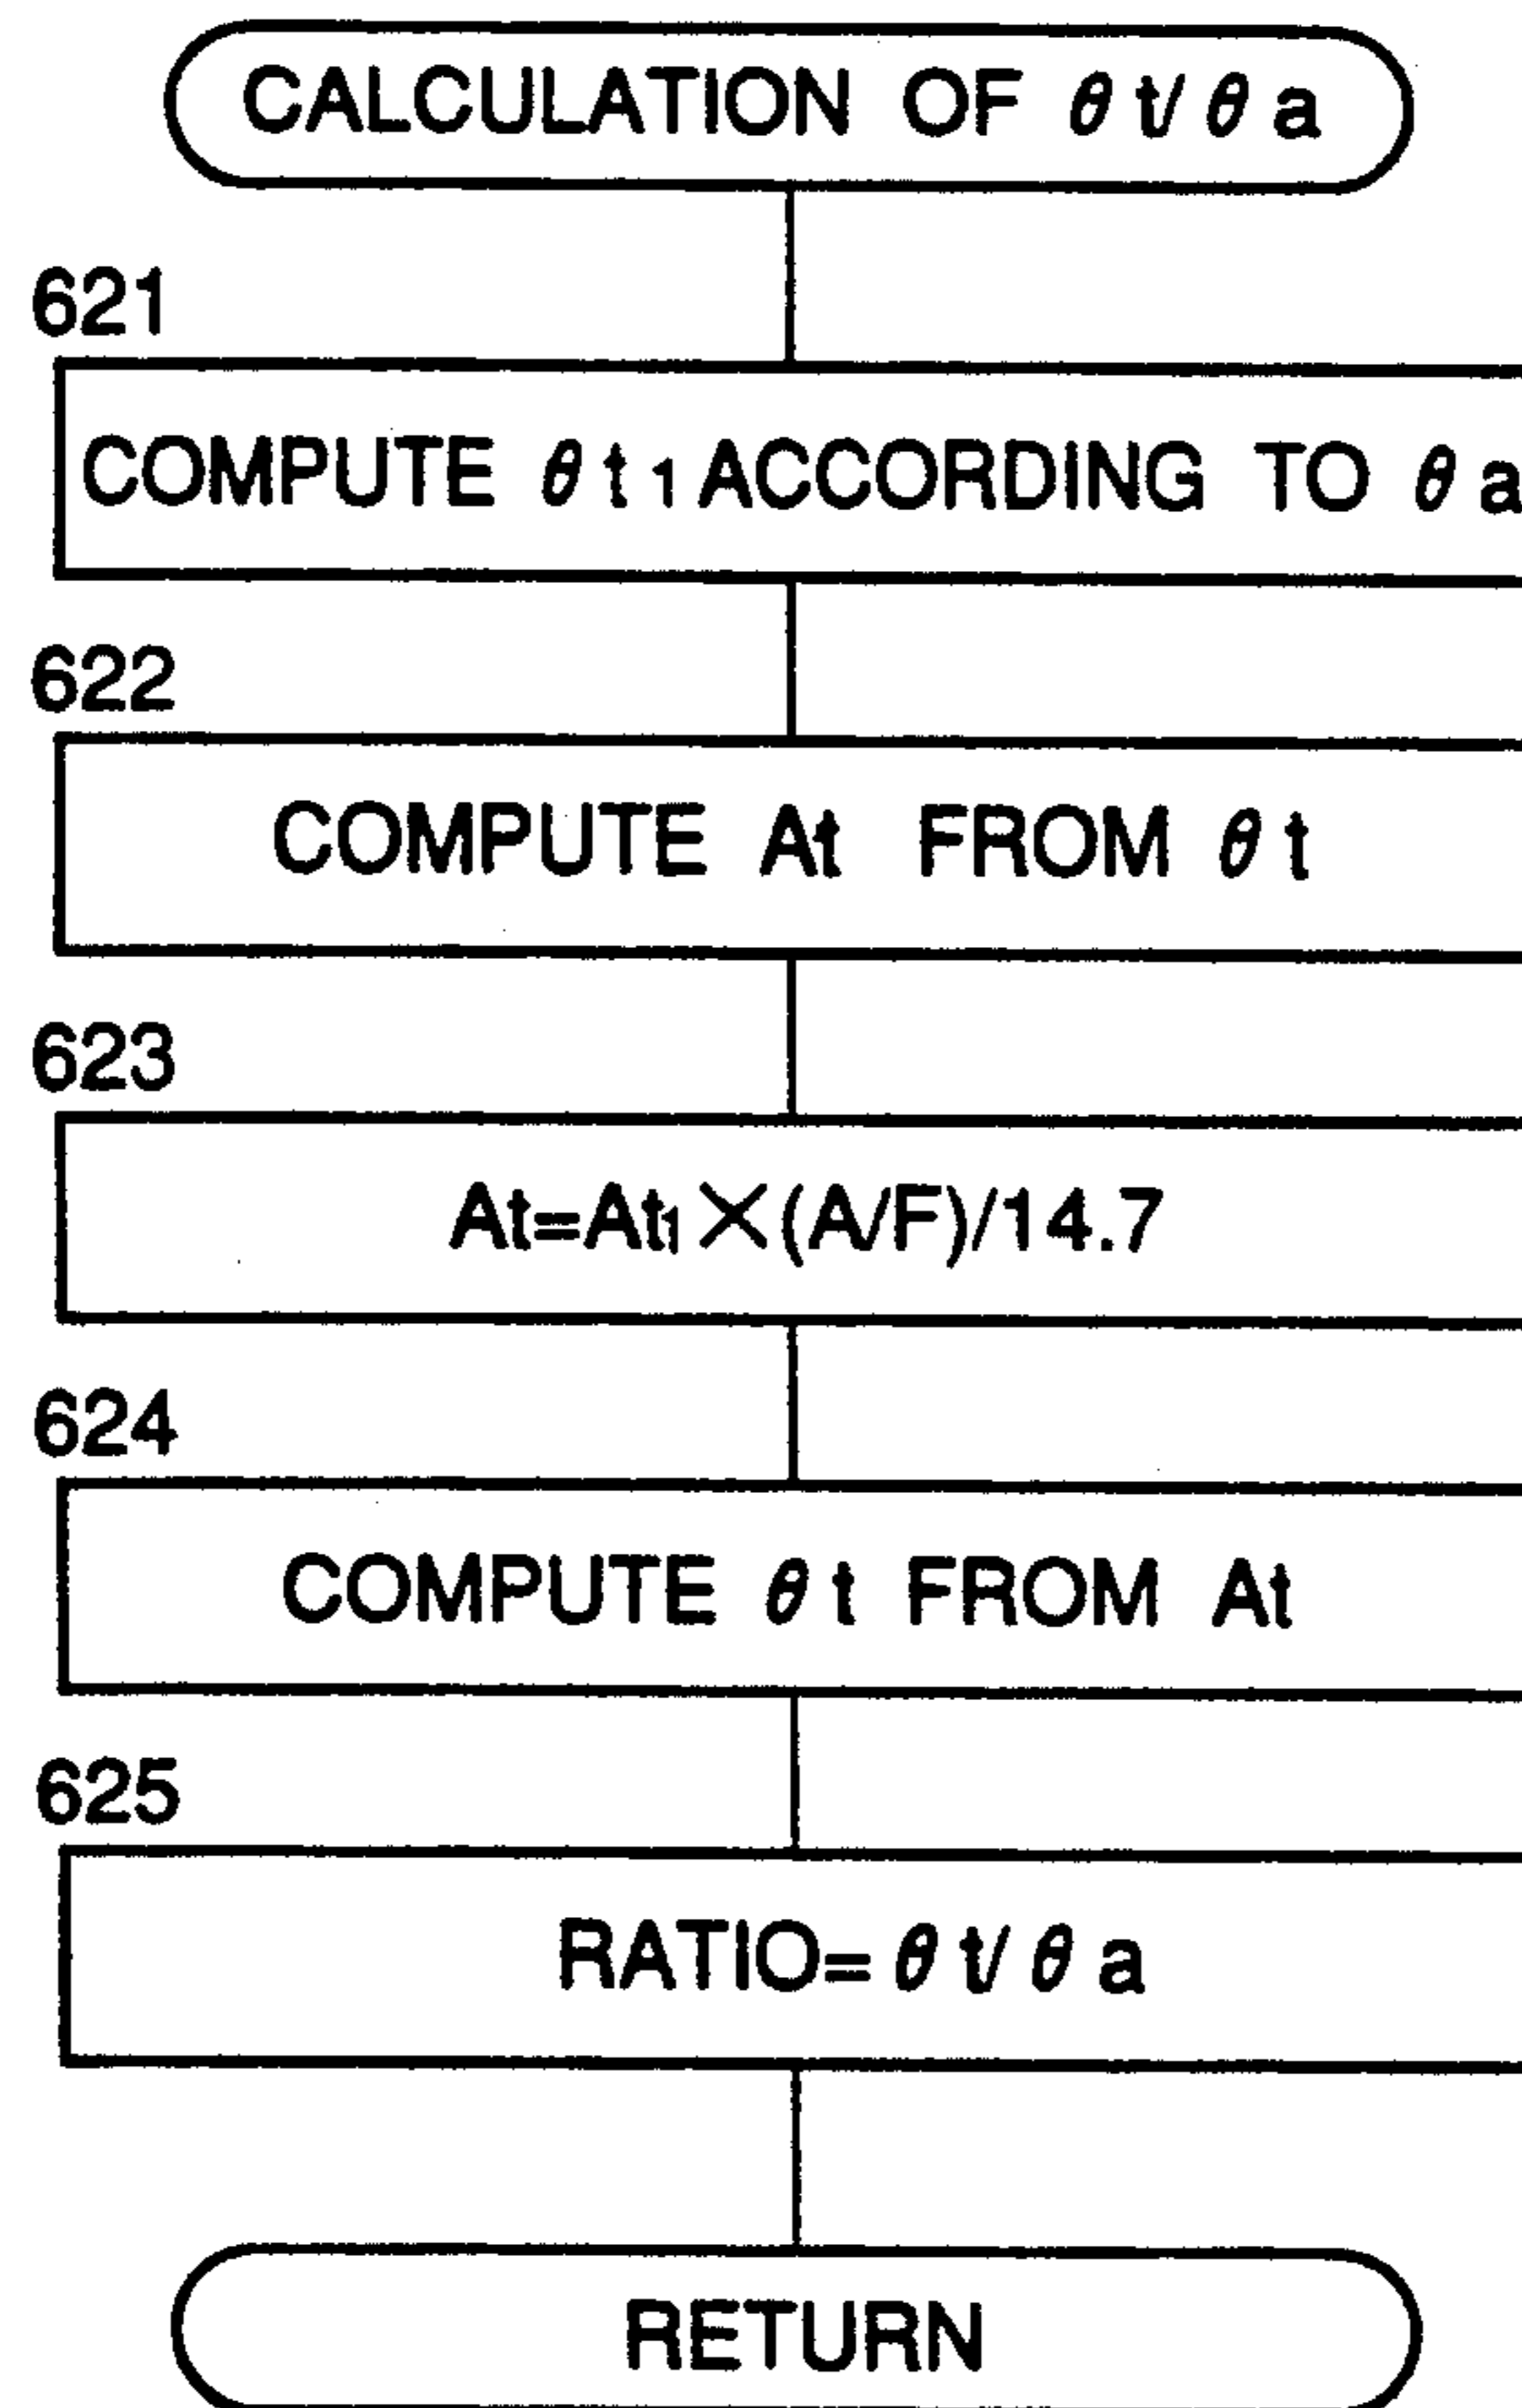 CALCULATION OF θt/θa
621
COMPUTE θt1 ACCORDING TO θa
622
COMPUTE At FROM θt
623
At=At1×(A/F)/14.7
624
COMPUTE θt FROM At
625
RATIO=θt/θa
RETURN